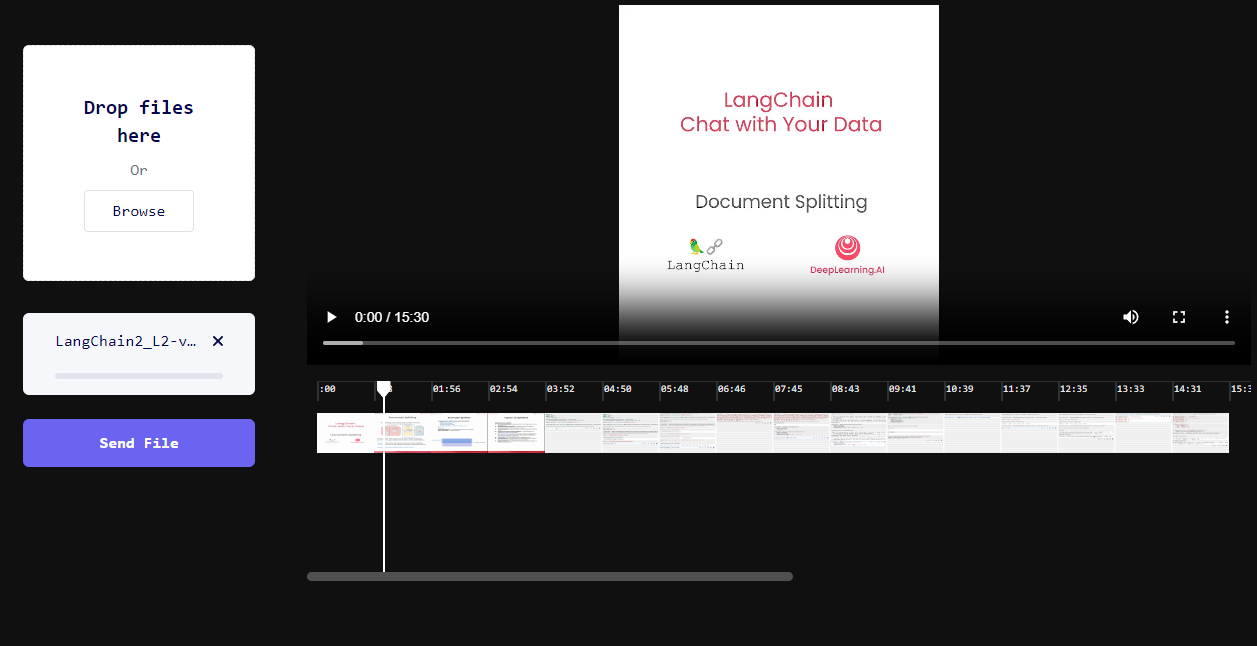 Drop files
here
Or
Browse
LangChain2_L2-v…
Send File
LangChain
Chat with Your Data
Document Splitting
LangChain
DeepLearning.AI
0:00 / 15:30
:00
01:56
02:54
03:52
04:50
05:48
06:46
07:45
08:43
09:41
10:39
11:37
12:35
13:33
14:31
15:3